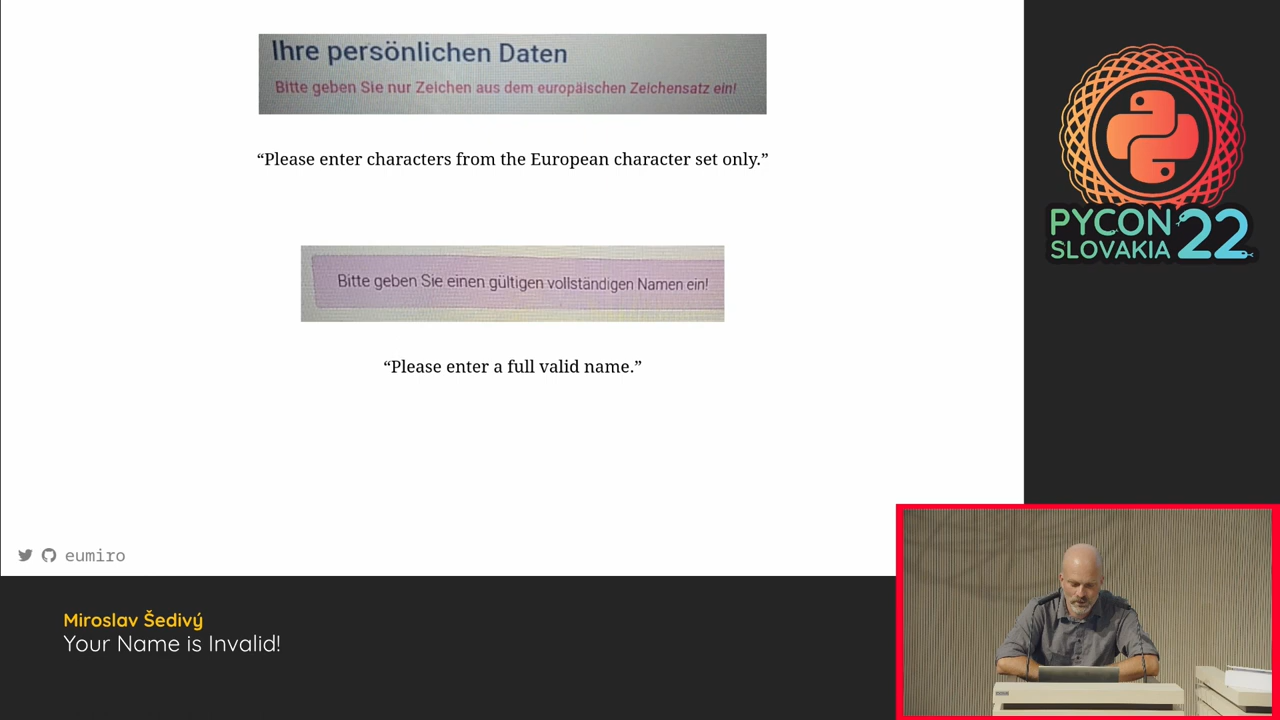 Ihre persönlichen Daten
Bitte geben Sie nur Zeichen aus dem europäischen Zeichensatz ein!
“Please enter characters from the European character set only.”
Bitte geben Sie einen gültigen vollständigen Namen ein!
“Please enter a full valid name.”
eumiro
Miroslav Šedivý
Your Name is Invalid!
PYCON
SLOVAKIA
22